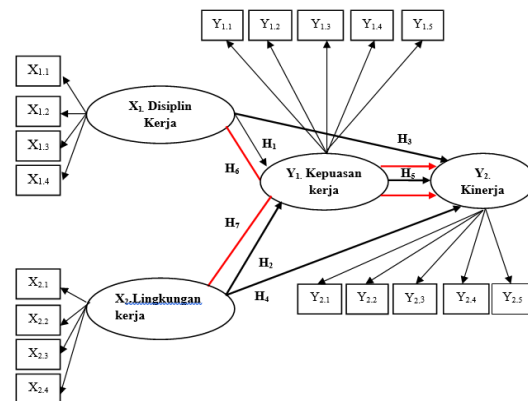 Y1.1
Y1.2
Y1.3
Y1.4
Y1.5
X1.1
X1.2
X1.3
X1.4
X1. Disiplin
Kerja
H1
H3
H6
Y1. Kepuasan
kerja
H5
Y2.
Kinerja
H7
H2
H4
X2.1
X2.2
X2.3
X2.4
X2.Lingkungan
kerja
Y2.1
Y2.2
Y2.3
Y2.4
Y2.5